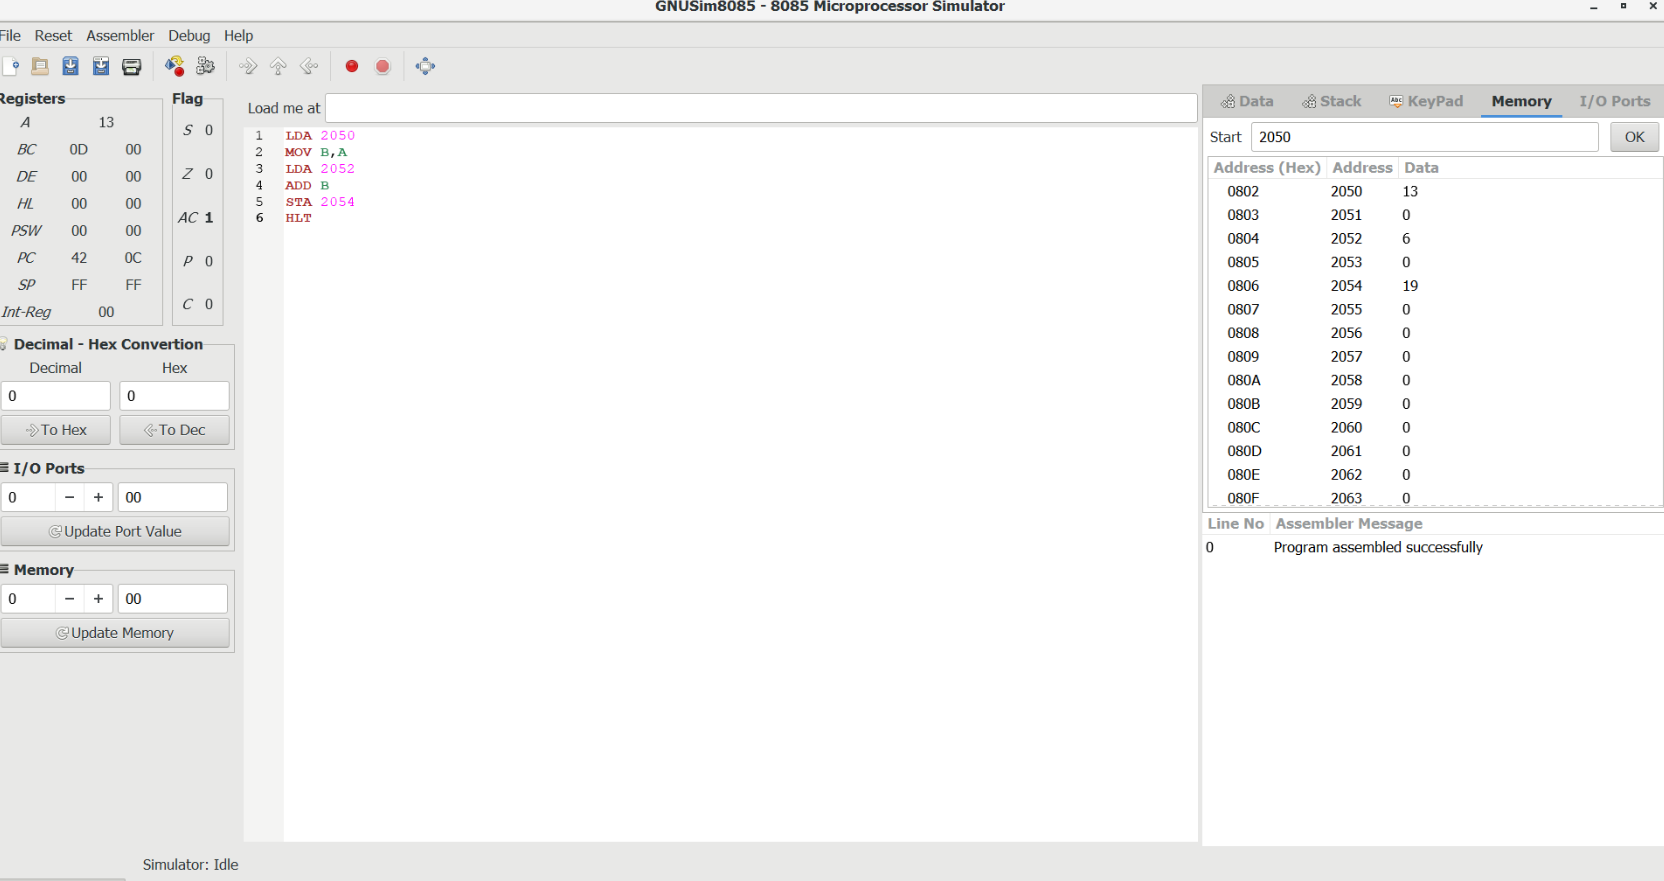 GNUSim8085 - 8085 Microprocessor Simulator
File Reset Assembler Debug Help
Registers
A 13
BC 0D 00
DE 00 00
HL 00 00
PSW 00 00
PC 42 0C
SP FF FF
Int-Reg 00
Flag
S 0
Z 0
AC 1
P 0
C 0
Decimal - Hex Convertion
Decimal Hex
0 0
To Hex To Dec
I/O Ports
0 − + 00
Update Port Value
Memory
0 − + 00
Update Memory
Load me at
1 LDA 2050
2 MOV B,A
3 LDA 2052
4 ADD B
5 STA 2054
6 HLT
Data Stack KeyPad Memory I/O Ports
Start 2050 OK
Address (Hex) Address Data
0802 2050 13
0803 2051 0
0804 2052 6
0805 2053 0
0806 2054 19
0807 2055 0
0808 2056 0
0809 2057 0
080A 2058 0
080B 2059 0
080C 2060 0
080D 2061 0
080E 2062 0
080F 2063 0
Line No Assembler Message
0 Program assembled successfully
Simulator: Idle